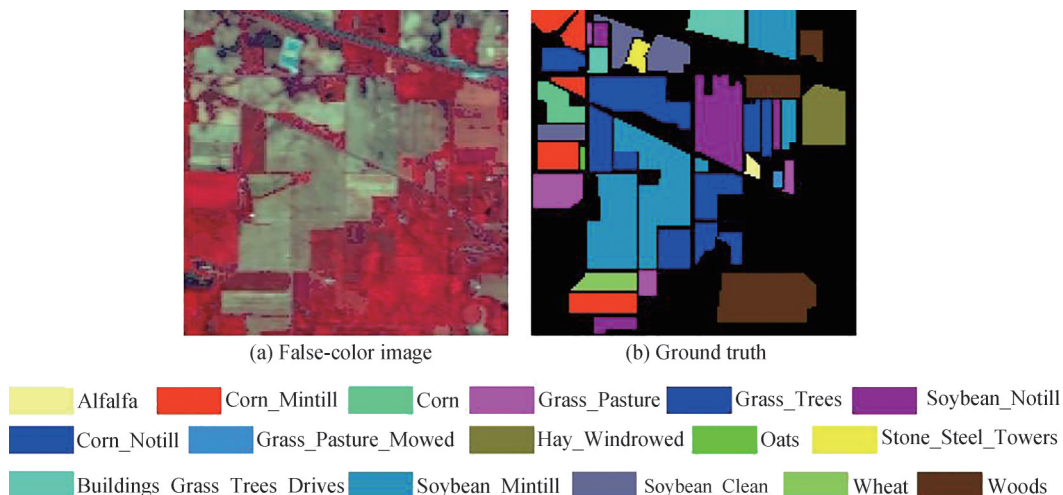 (a) False-color image (b) Ground truth
Alfalfa Corn_Mintill Corn Grass_Pasture Grass_Trees Soybean_Notill
Corn_Notill Grass_Pasture_Mowed Hay_Windrowed Oats Stone_Steel_Towers
Buildings_Grass_Trees_Drives Soybean_Mintill Soybean_Clean Wheat Woods